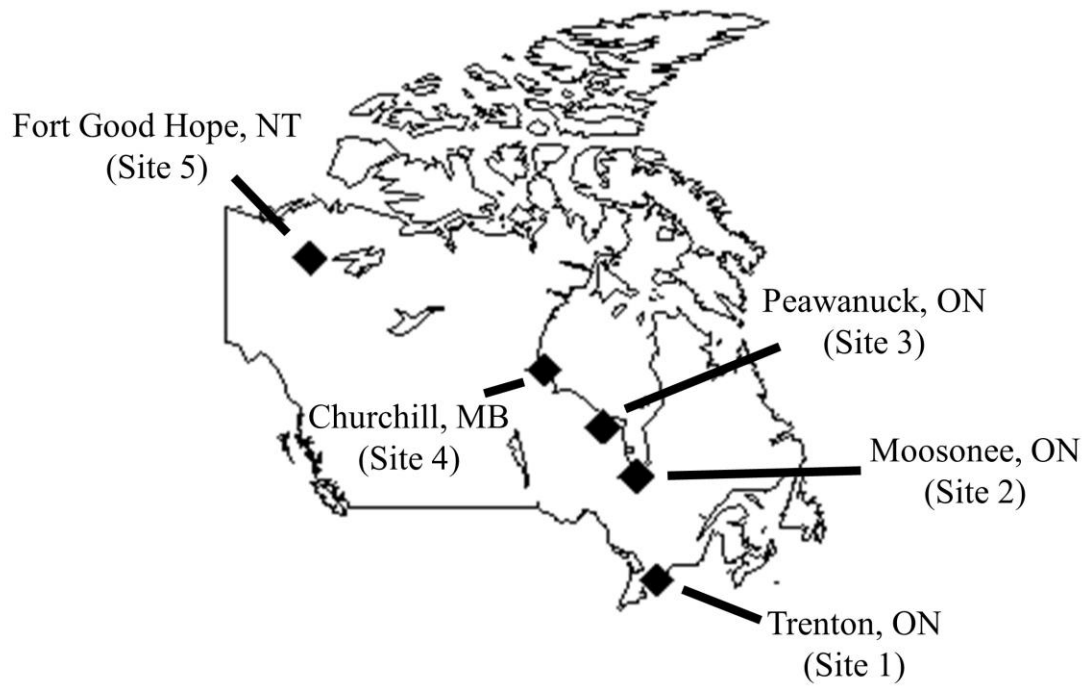 Fort Good Hope, NT
(Site 5)
Peawanuck, ON
(Site 3)
Churchill, MB
(Site 4)
Moosonee, ON
(Site 2)
Trenton, ON
(Site 1)